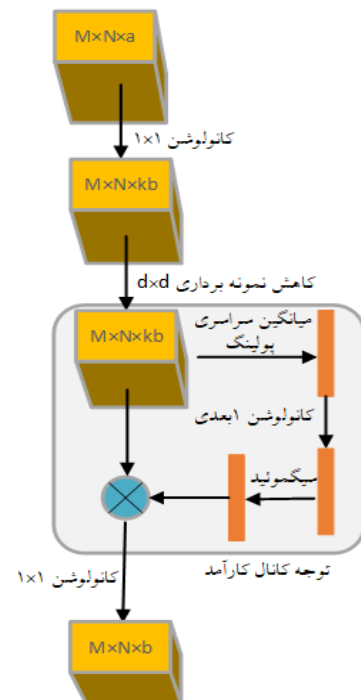 M×N×a
کانولوشن ۱×۱
M×N×kb
کاهش نمونه برداری d×d
M×N×kb
میانگین سراسری
پولینگ
کانولوشن ۱بعدی
سیگموئید
توجه کانال کارآمد
کانولوشن ۱×۱
M×N×b